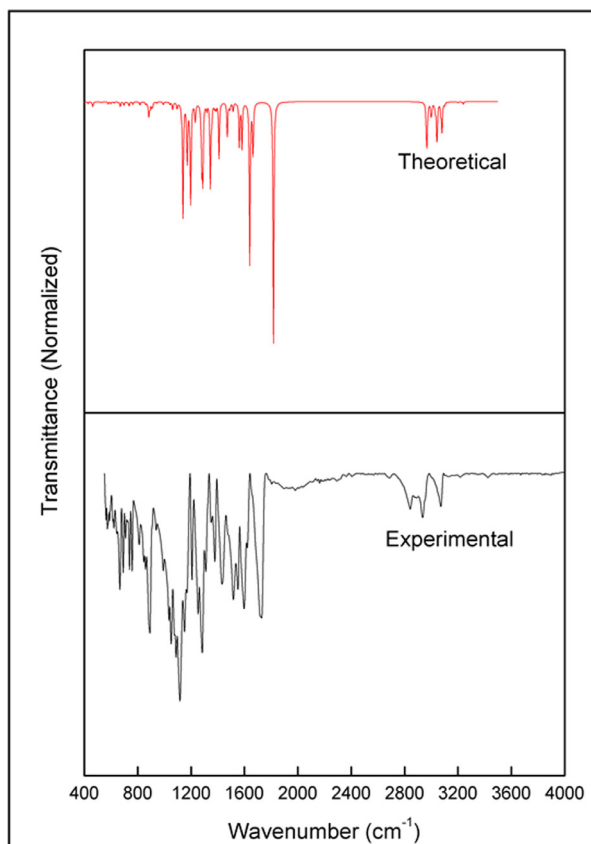 Transmittance (Normalized)
Theoretical
Experimental
400 800 1200 1600 2000 2400 2800 3200 3600 4000
Wavenumber (cm⁻¹)